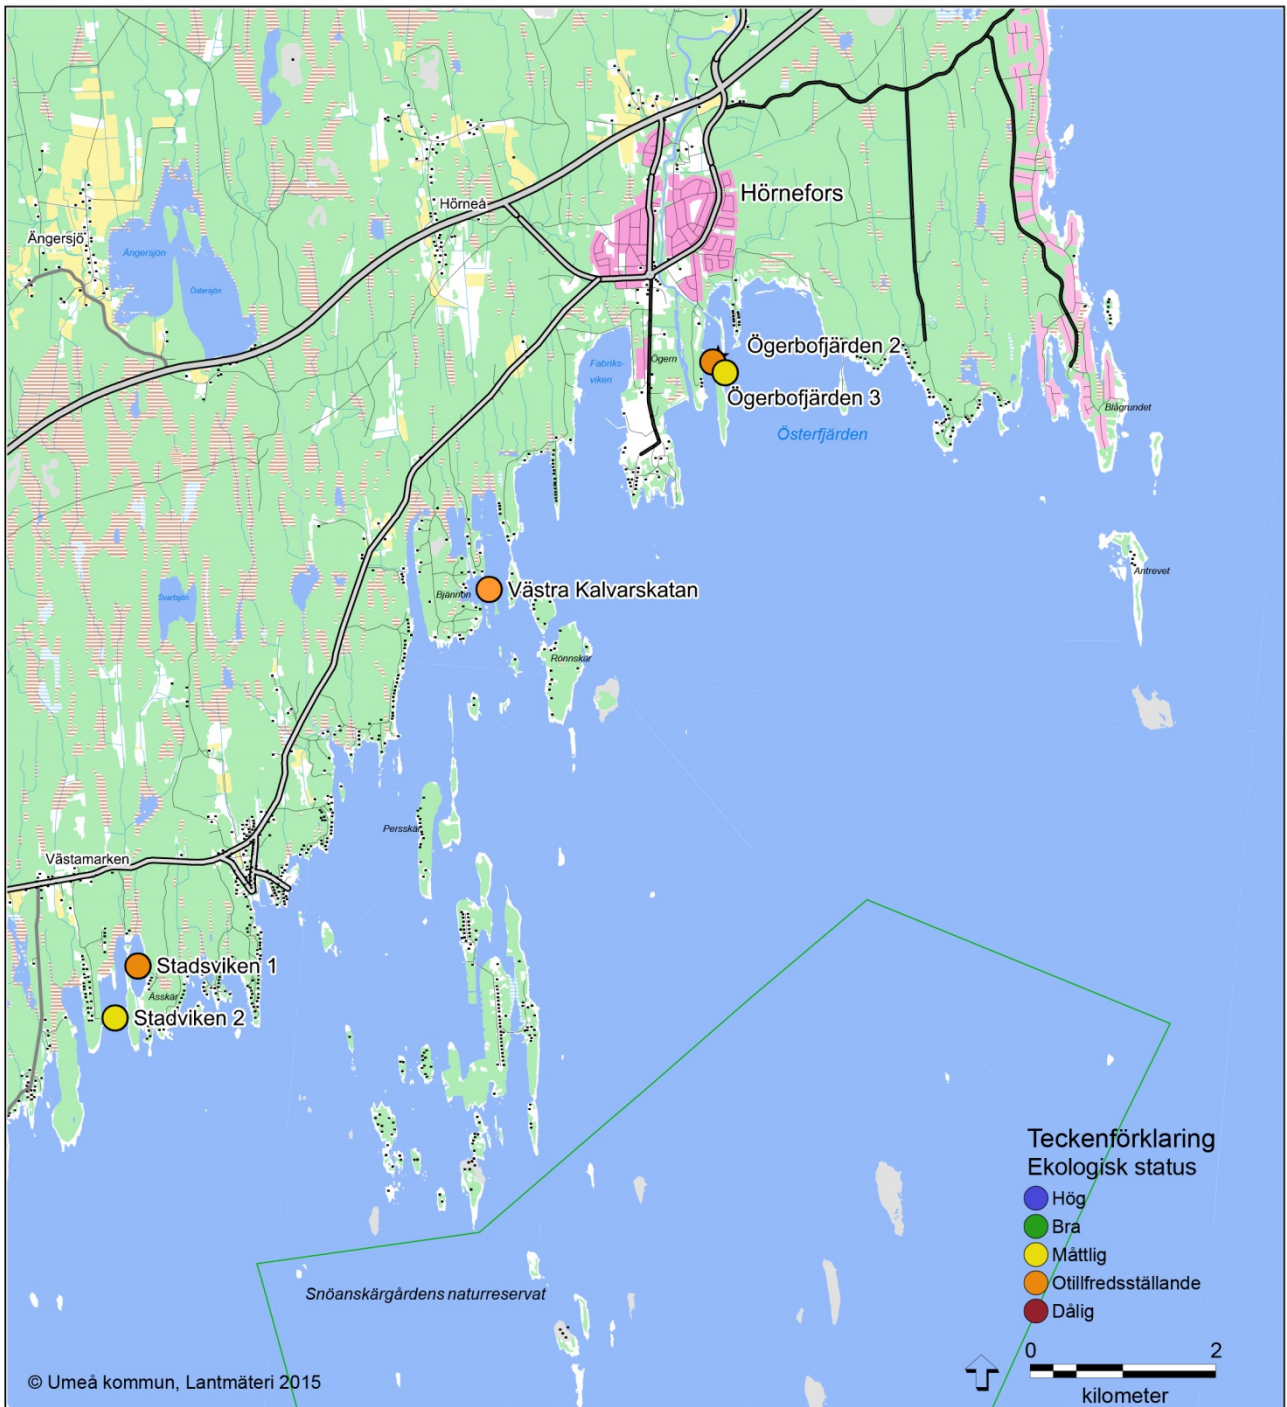 Hörnefors
Hörneå
Ängersjö
Ängersjön
Östersjön
Fabriks-
viken
Ögern
Ögerbofjärden 2
Ögerbofjärden 3
Österfjärden
Blågrundet
Antrevet
Svartsjön
Bjännön
Västra Kalvarskatan
Rönnskär
Persskär
Västamarken
Stadsviken 1
Asskär
Stadviken 2
Snöanskärgårdens naturreservat
Teckenförklaring
Ekologisk status
Hög
Bra
Måttlig
Otillfredsställande
Dålig
0 2
kilometer
© Umeå kommun, Lantmäteri 2015